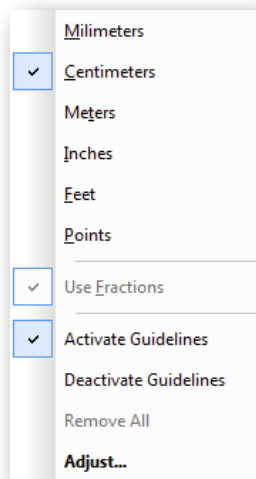 Milimeters
Centimeters
Meters
Inches
Feet
Points
Use Fractions
Activate Guidelines
Deactivate Guidelines
Remove All
Adjust...